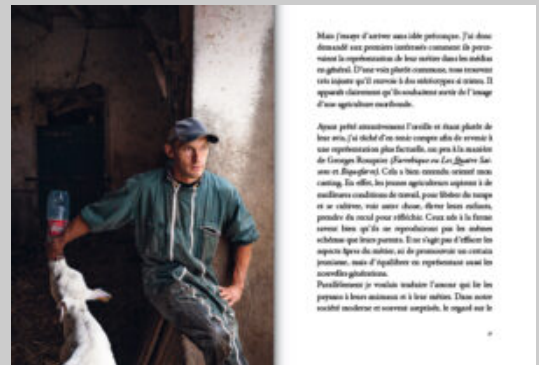 Mais j'essaye d'arriver sans idée préconçue. J'ai donc
demandé aux premiers intéressés comment ils perce-
vaient la représentation de leur métier dans les médias
en général. D'une voix plutôt commune, tous trouvent
très injuste qu'il renvoie à des stéréotypes si tristes. Il
apparaît clairement qu'ils souhaitent sortir de l'image
d'une agriculture moribonde.
Ayant prêté attentivement l'oreille et étant plutôt de
leur avis, j'ai tâché d'en tenir compte afin de revenir à
une représentation plus factuelle, un peu à la manière
de Georges Rouquier (Farrebique ou Les Quatre Sai-
sons et Biquefarre). Cela a bien entendu orienté mon
casting. En effet, les jeunes agriculteurs aspirent à de
meilleures conditions de travail, pour libérer du temps
et se cultiver, voir autre chose, élever leurs enfants,
prendre du recul pour réfléchir. Ceux nés à la ferme
savent bien qu'ils ne reproduiront pas les mêmes
schémas que leurs parents. Il ne s'agit pas d'effacer les
aspects âpres du métier, ni de promouvoir un certain
jeunisme, mais d'équilibrer en représentant aussi les
nouvelles générations.
Parallèlement je voulais traduire l'amour qui lie les
paysans à leurs animaux et à leur métier. Dans notre
société moderne et souvent aseptisée, le regard sur le